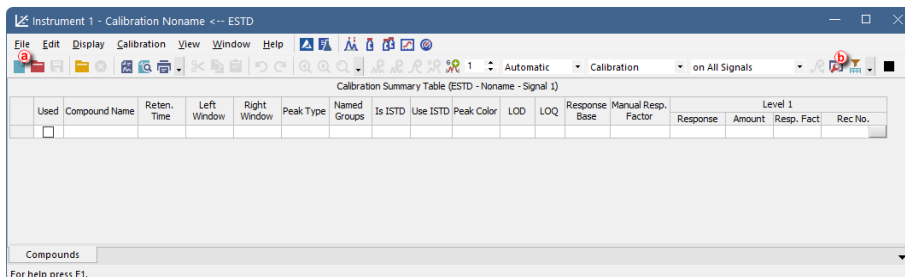 Instrument 1 - Calibration Noname <-- ESTD
File Edit Display Calibration View Window Help
a
1 Automatic Calibration on All Signals b
Calibration Summary Table (ESTD - Noname - Signal 1)
Used Compound Name Reten. Time Left Window Right Window Peak Type Named Groups Is ISTD Use ISTD Peak Color LOD LOQ Response Base Manual Resp. Factor Level 1
Response Amount Resp. Fact Rec No.
Compounds
For help press F1.